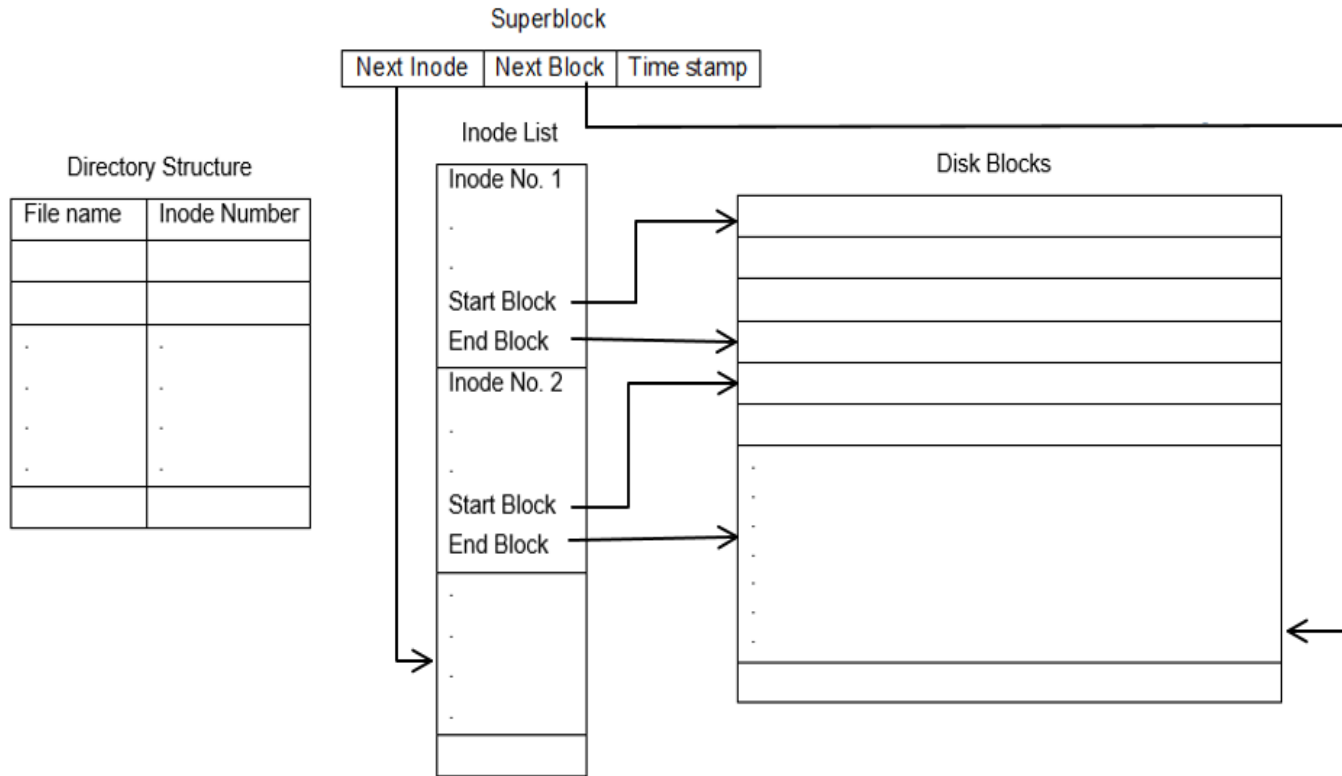 Superblock
Next Inode Next Block Time stamp
Inode List
Directory Structure
Disk Blocks
File name Inode Number
Inode No. 1
.
.
Start Block
End Block
Inode No. 2
.
.
Start Block
End Block